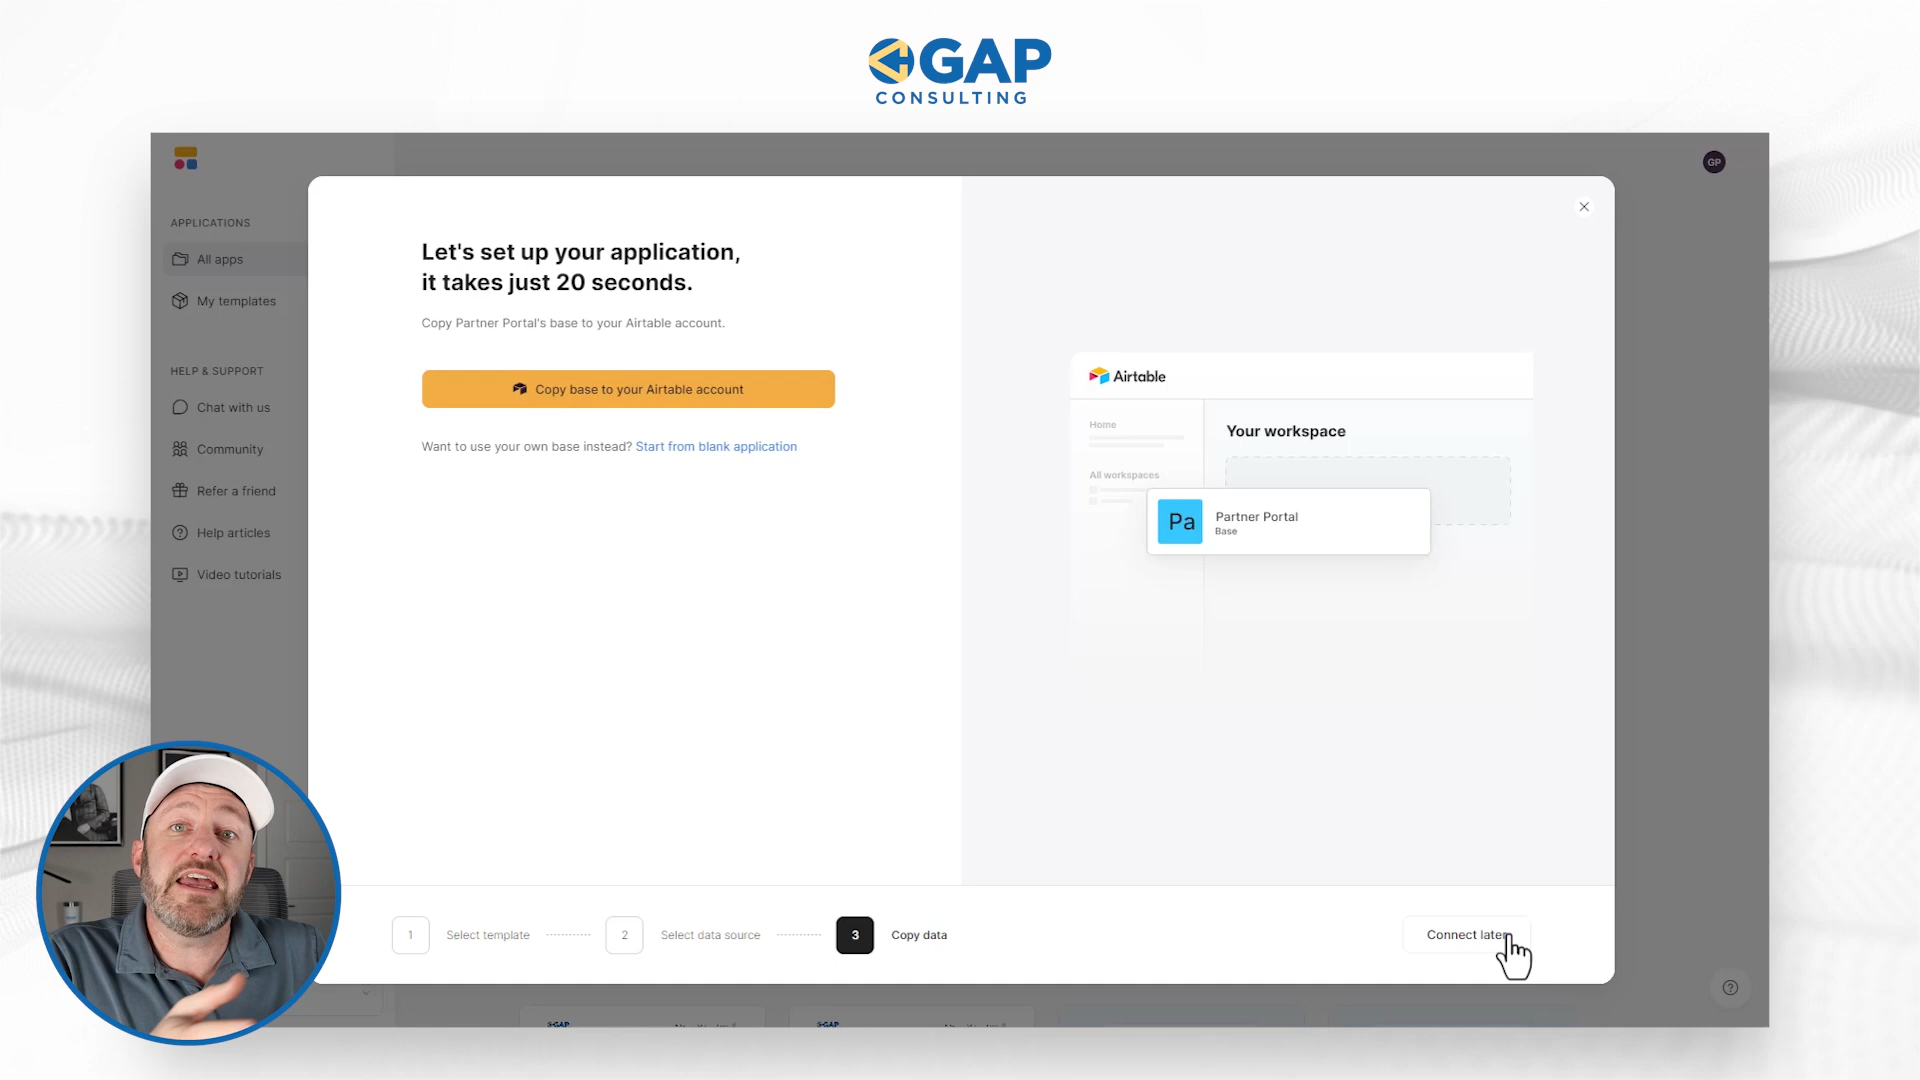 GAP
CONSULTING
GP
APPLICATIONS
All apps
My templates
HELP & SUPPORT
Chat with us
Community
Refer a friend
Help articles
Video tutorials
Let's set up your application,
it takes just 20 seconds.
Copy Partner Portal's base to your Airtable account.
Copy base to your Airtable account
Want to use your own base instead? Start from blank application
Airtable
Home
All workspaces
Your workspace
Pa
Partner Portal
Base
1 Select template
2 Select data source
3 Copy data
Connect later
GAP
GAP